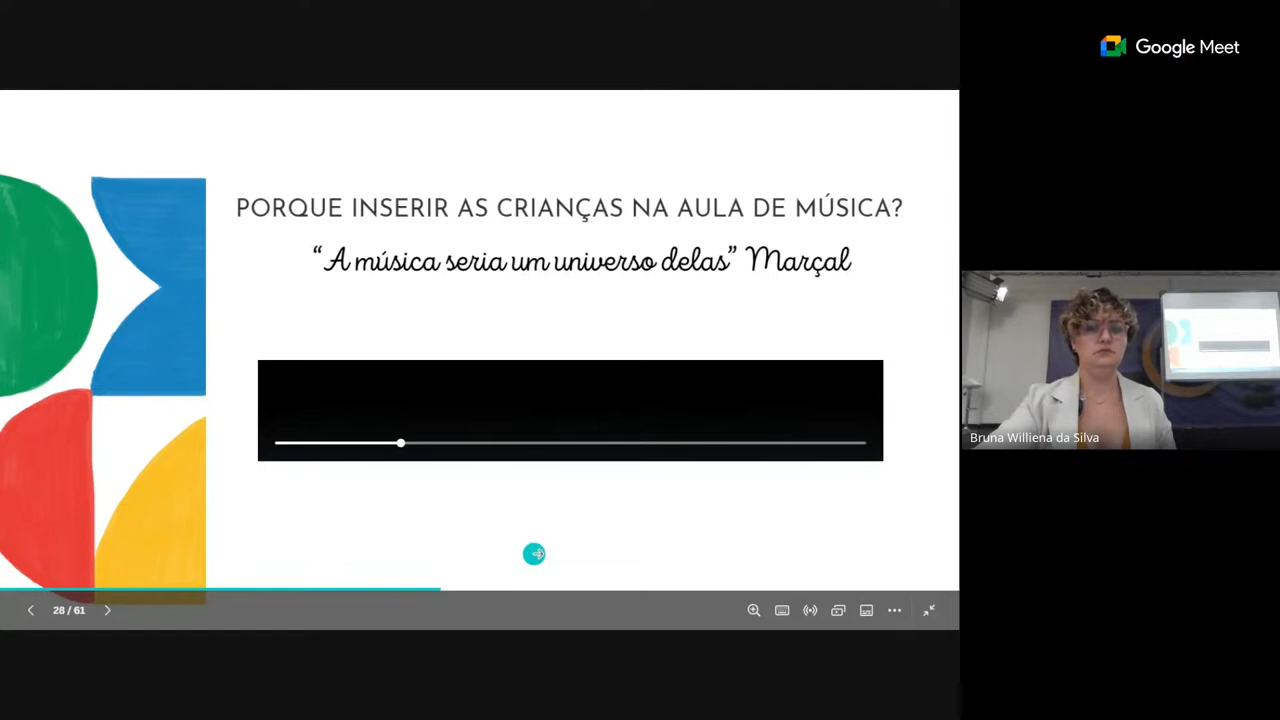 Google Meet
PORQUE INSERIR AS CRIANÇAS NA AULA DE MÚSICA?
“A música seria um universo delas” Marçal
Bruna Williena da Silva
28 / 61